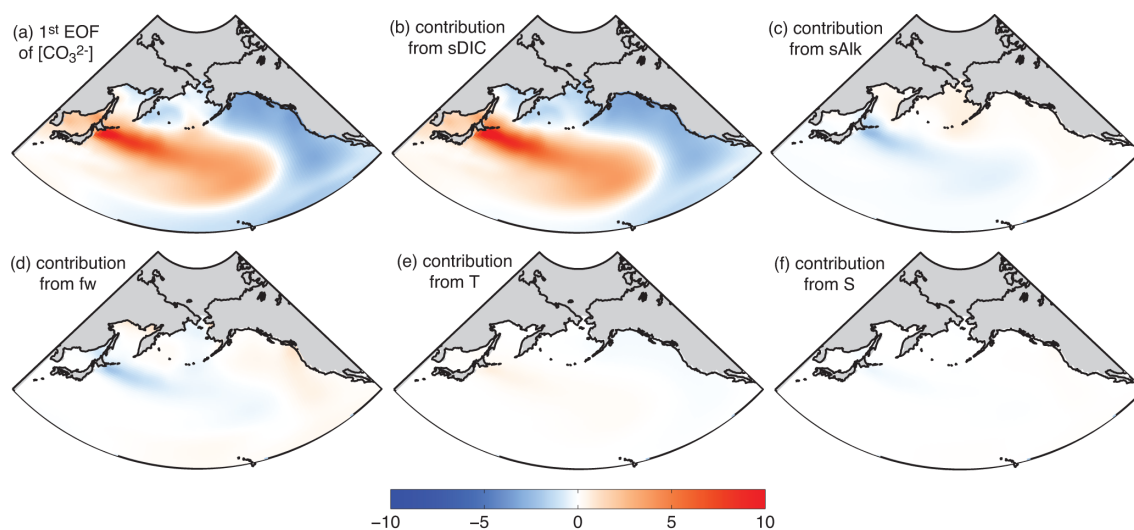 (a) 1st EOF
of [CO₃²⁻]
(b) contribution
from sDIC
(c) contribution
from sAlk
(d) contribution
from fw
(e) contribution
from T
(f) contribution
from S
−10 −5 0 5 10